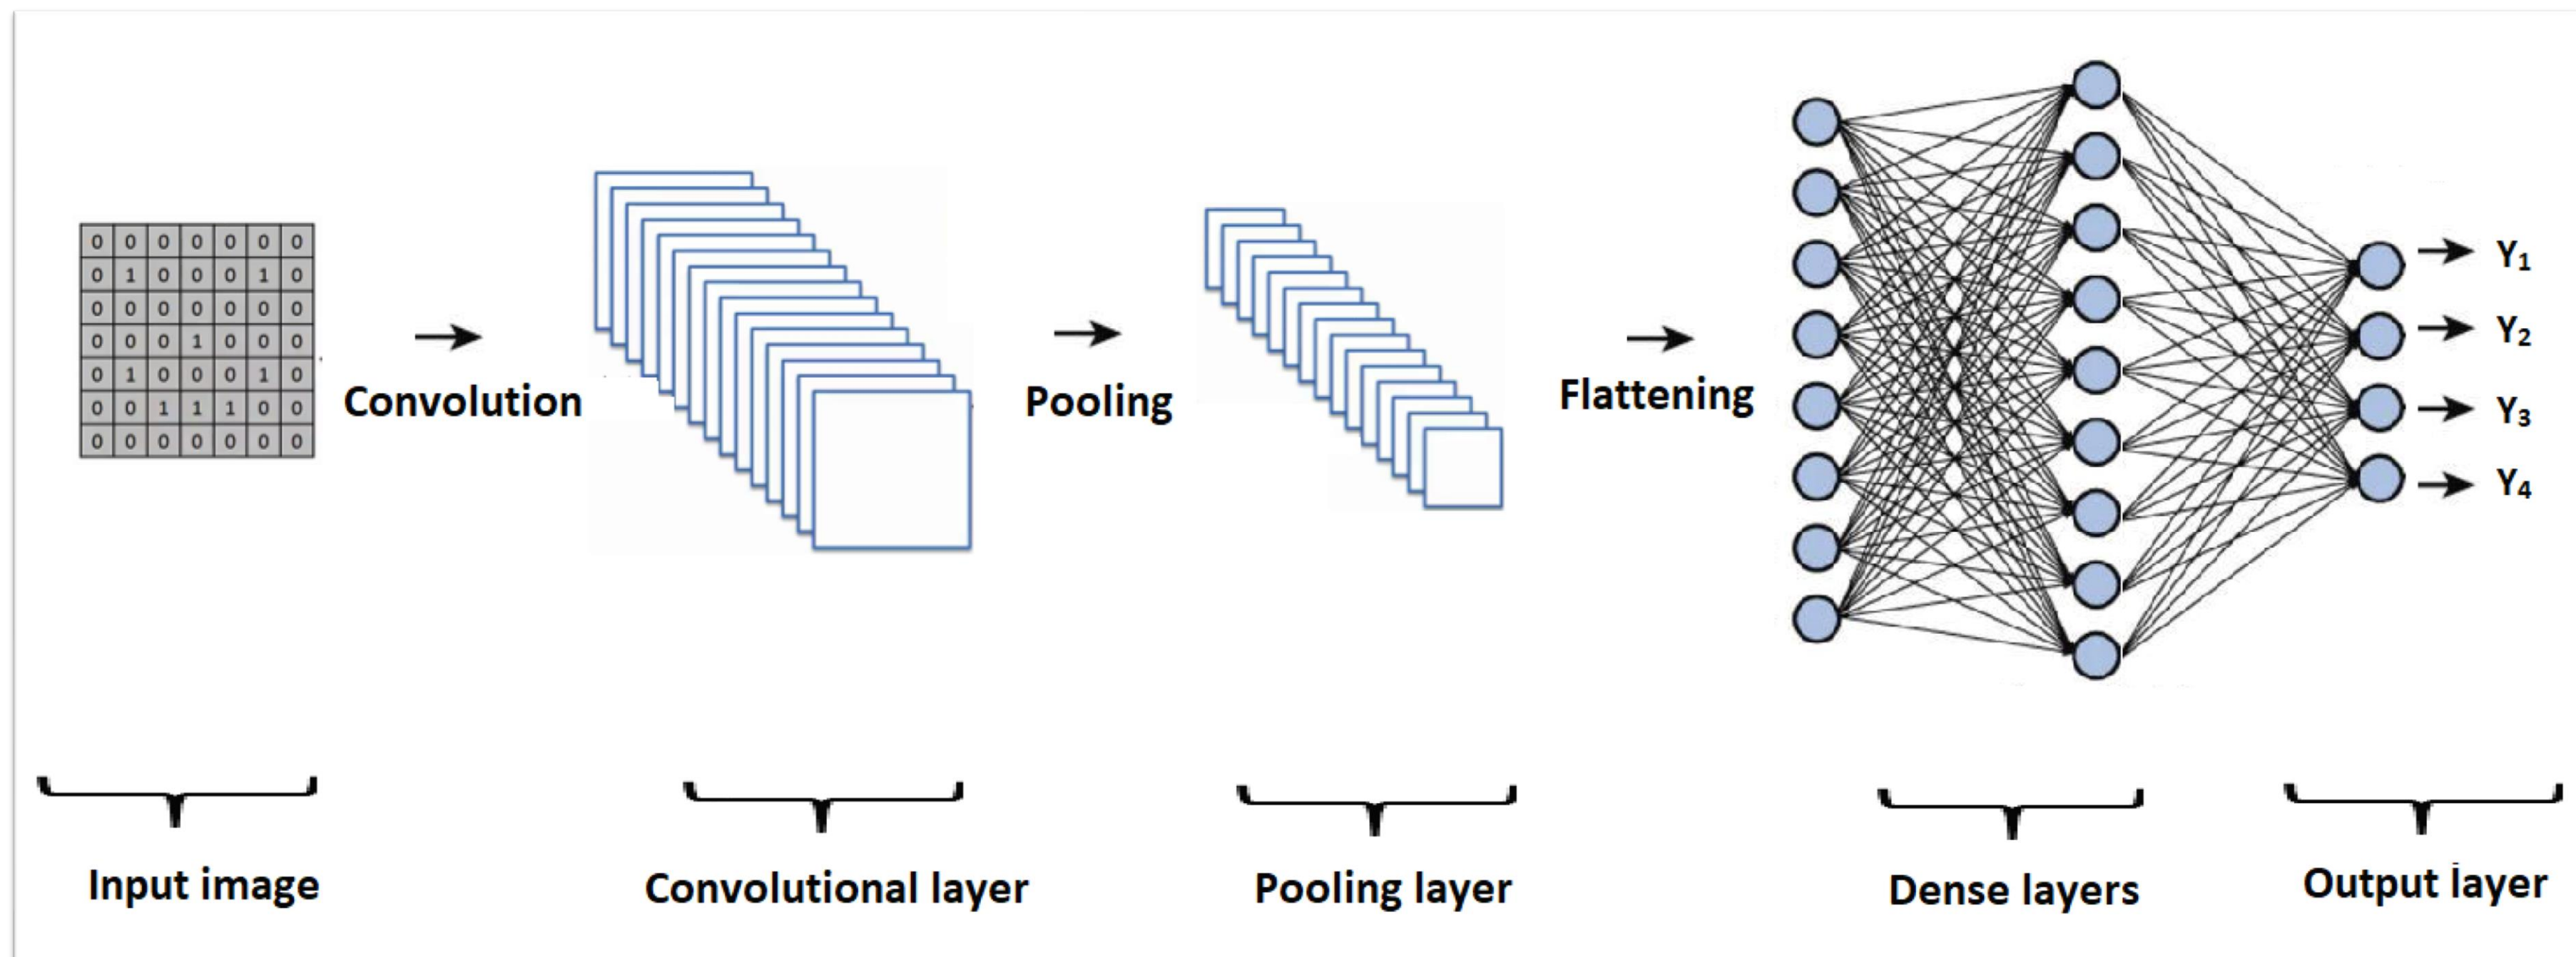 0 0 0 0 0 0 0
0 1 0 0 0 1 0
0 0 0 0 0 0 0
0 0 0 1 0 0 0
0 1 0 0 0 1 0
0 0 1 1 1 0 0
0 0 0 0 0 0 0
Convolution
Pooling
Flattening
Y1
Y2
Y3
Y4
Input image
Convolutional layer
Pooling layer
Dense layers
Output layer